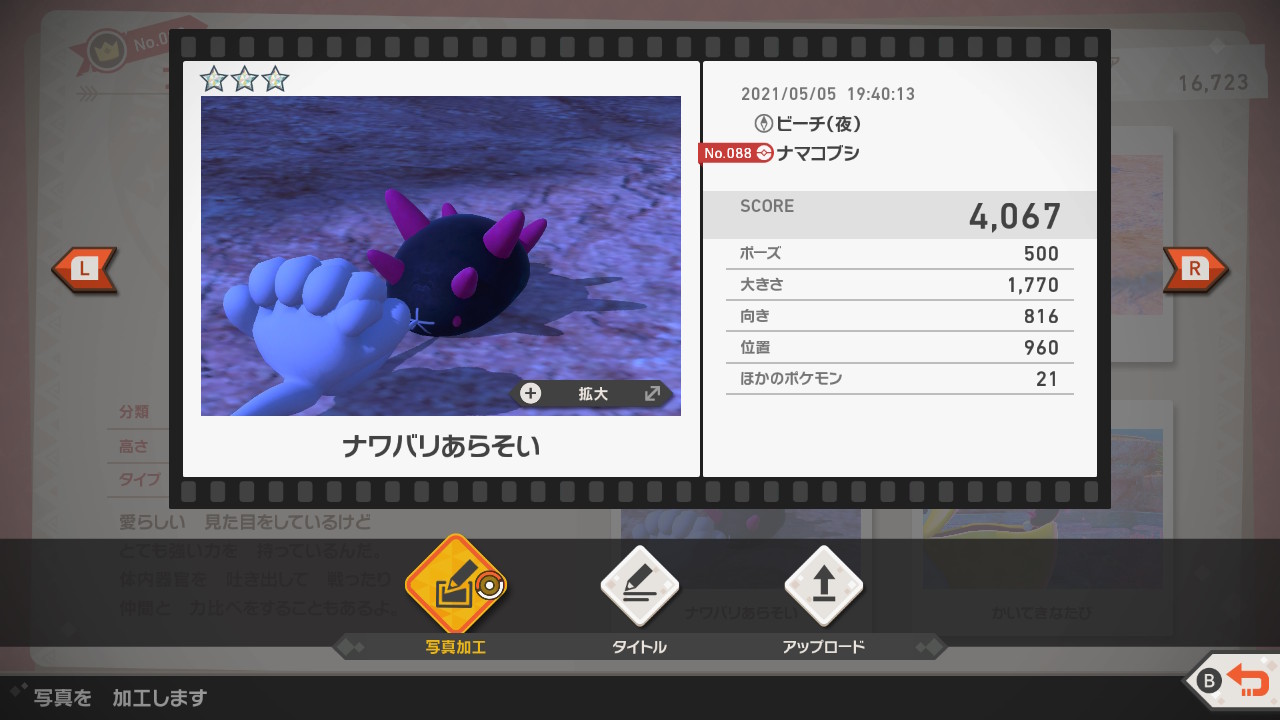 No.0
16,723
2021/05/05 19:40:13
ビーチ(夜)
No.088 ナマコブシ
SCORE 4,067
ポーズ 500
大きさ 1,770
向き 816
位置 960
ほかのポケモン 21
L
R
+ 拡大
ナワバリあらそい
分類
高さ
タイプ
愛らしい 見た目をしているけど
とても強い力を 持っているんだ。
体内器官を 吐き出して 戦ったり
仲間と 力比べをすることもあるよ。
ナワバリあらそい
かいてきなたび
写真加工
タイトル
アップロード
B
写真を 加工します